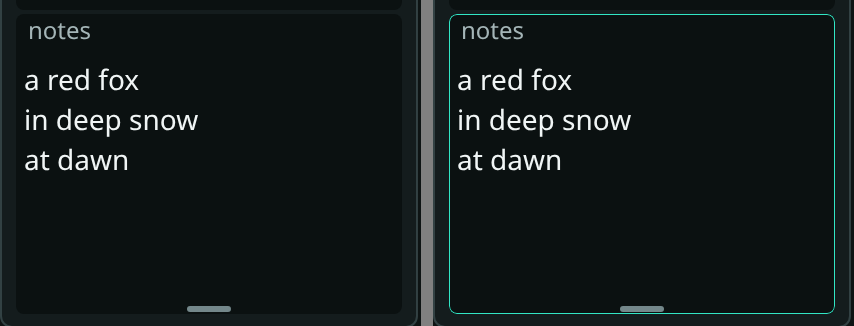 notes
a red fox
in deep snow
at dawn
notes
a red fox
in deep snow
at dawn